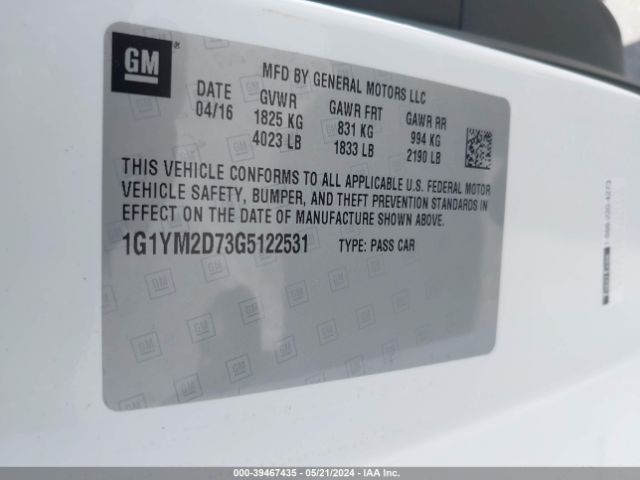 GM
MFD BY GENERAL MOTORS LLC
DATE GVWR GAWR FRT GAWR RR
04/16 1825 KG 831 KG 994 KG
4023 LB 1833 LB 2190 LB
THIS VEHICLE CONFORMS TO ALL APPLICABLE U.S. FEDERAL MOTOR
VEHICLE SAFETY, BUMPER, AND THEFT PREVENTION STANDARDS IN
EFFECT ON THE DATE OF MANUFACTURE SHOWN ABOVE.
1G1YM2D73G5122531 TYPE: PASS CAR
000-39467435 - 05/21/2024 - IAA Inc.